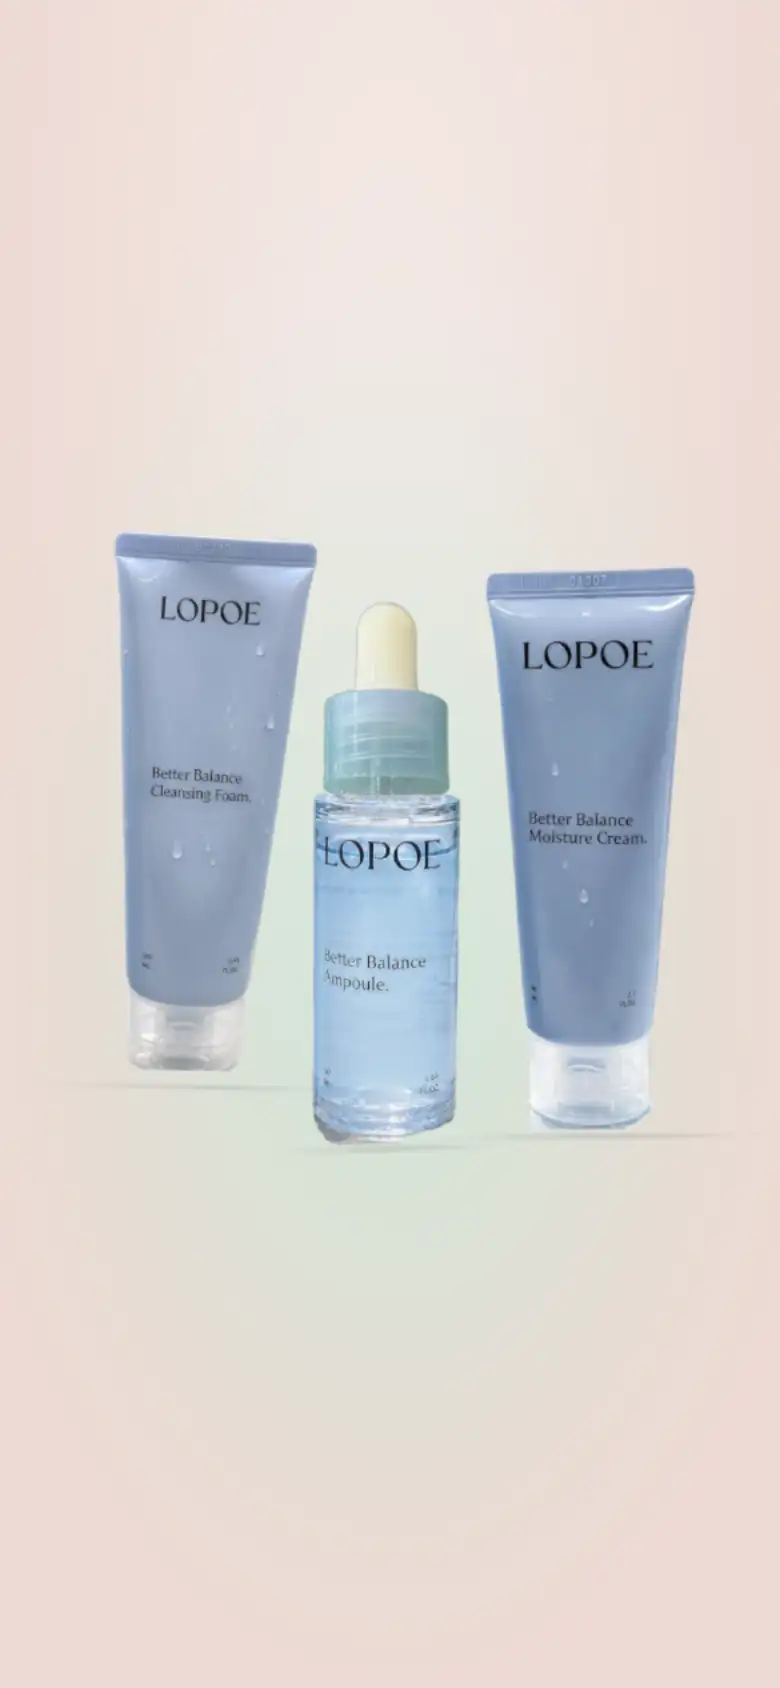 LOPOE
Better Balance
Cleansing Foam.
LOPOE
Better Balance
Ampoule.
LOPOE
Better Balance
Moisture Cream.